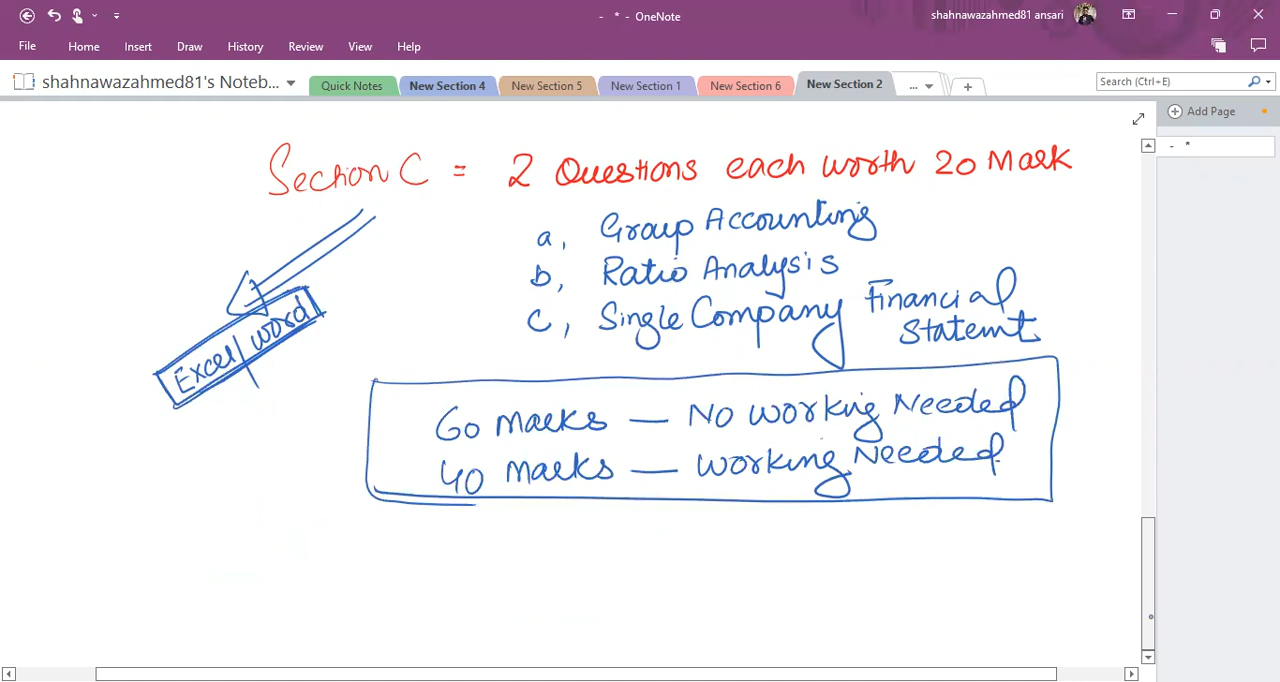 - * - OneNote
shahnawazahmed81 ansari
File Home Insert Draw History Review View Help
shahnawazahmed81's Noteb...
Quick Notes
New Section 4
New Section 5
New Section 1
New Section 6
New Section 2
...
+
Search (Ctrl+E)
Add Page
- *
Section C = 2 Questions each worth 20 Mark
a, Group Accounting
b, Ratio Analysis
c, Single Company Financial
Statemt
Excel/word
60 Marks — No working Needed
40 Marks — Working Needed